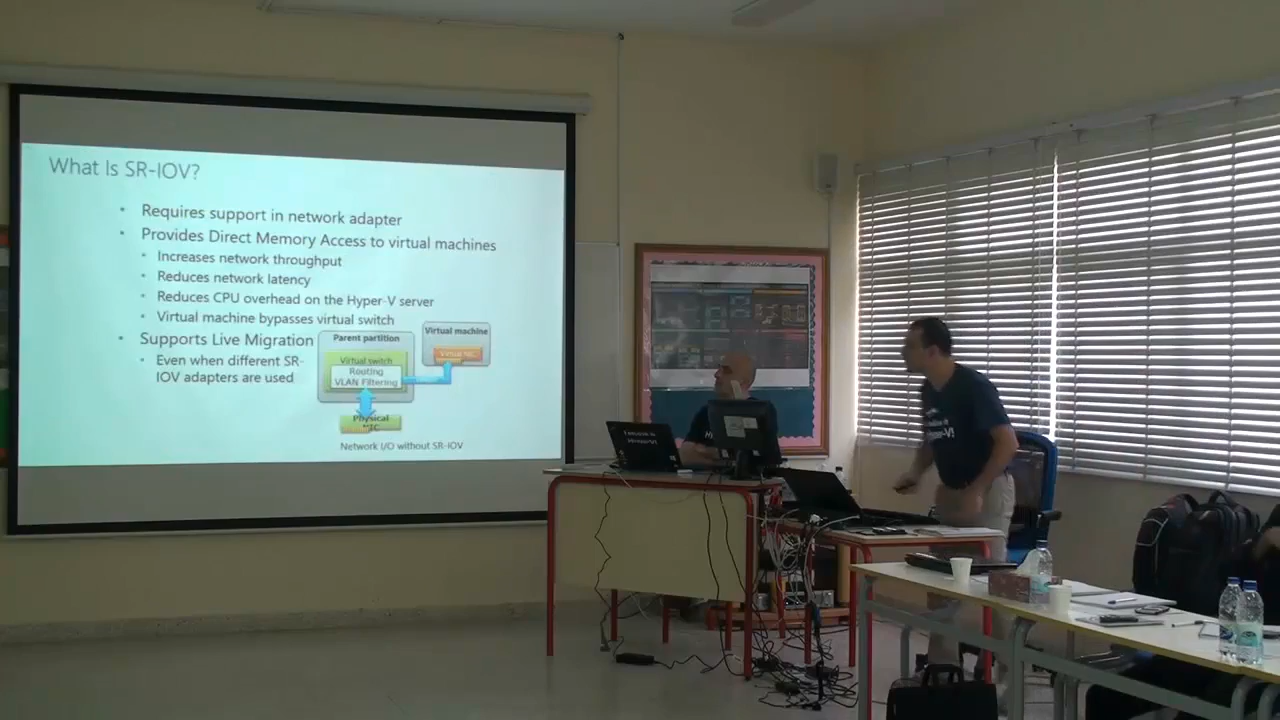 What Is SR-IOV?
• Requires support in network adapter
• Provides Direct Memory Access to virtual machines
• Increases network throughput
• Reduces network latency
• Reduces CPU overhead on the Hyper-V server
• Virtual machine bypasses virtual switch
• Supports Live Migration
• Even when different SR-
IOV adapters are used
Parent partition
Virtual switch
Routing
VLAN Filtering
Virtual machine
Virtual NIC
Physical
NIC
Network I/O without SR-IOV